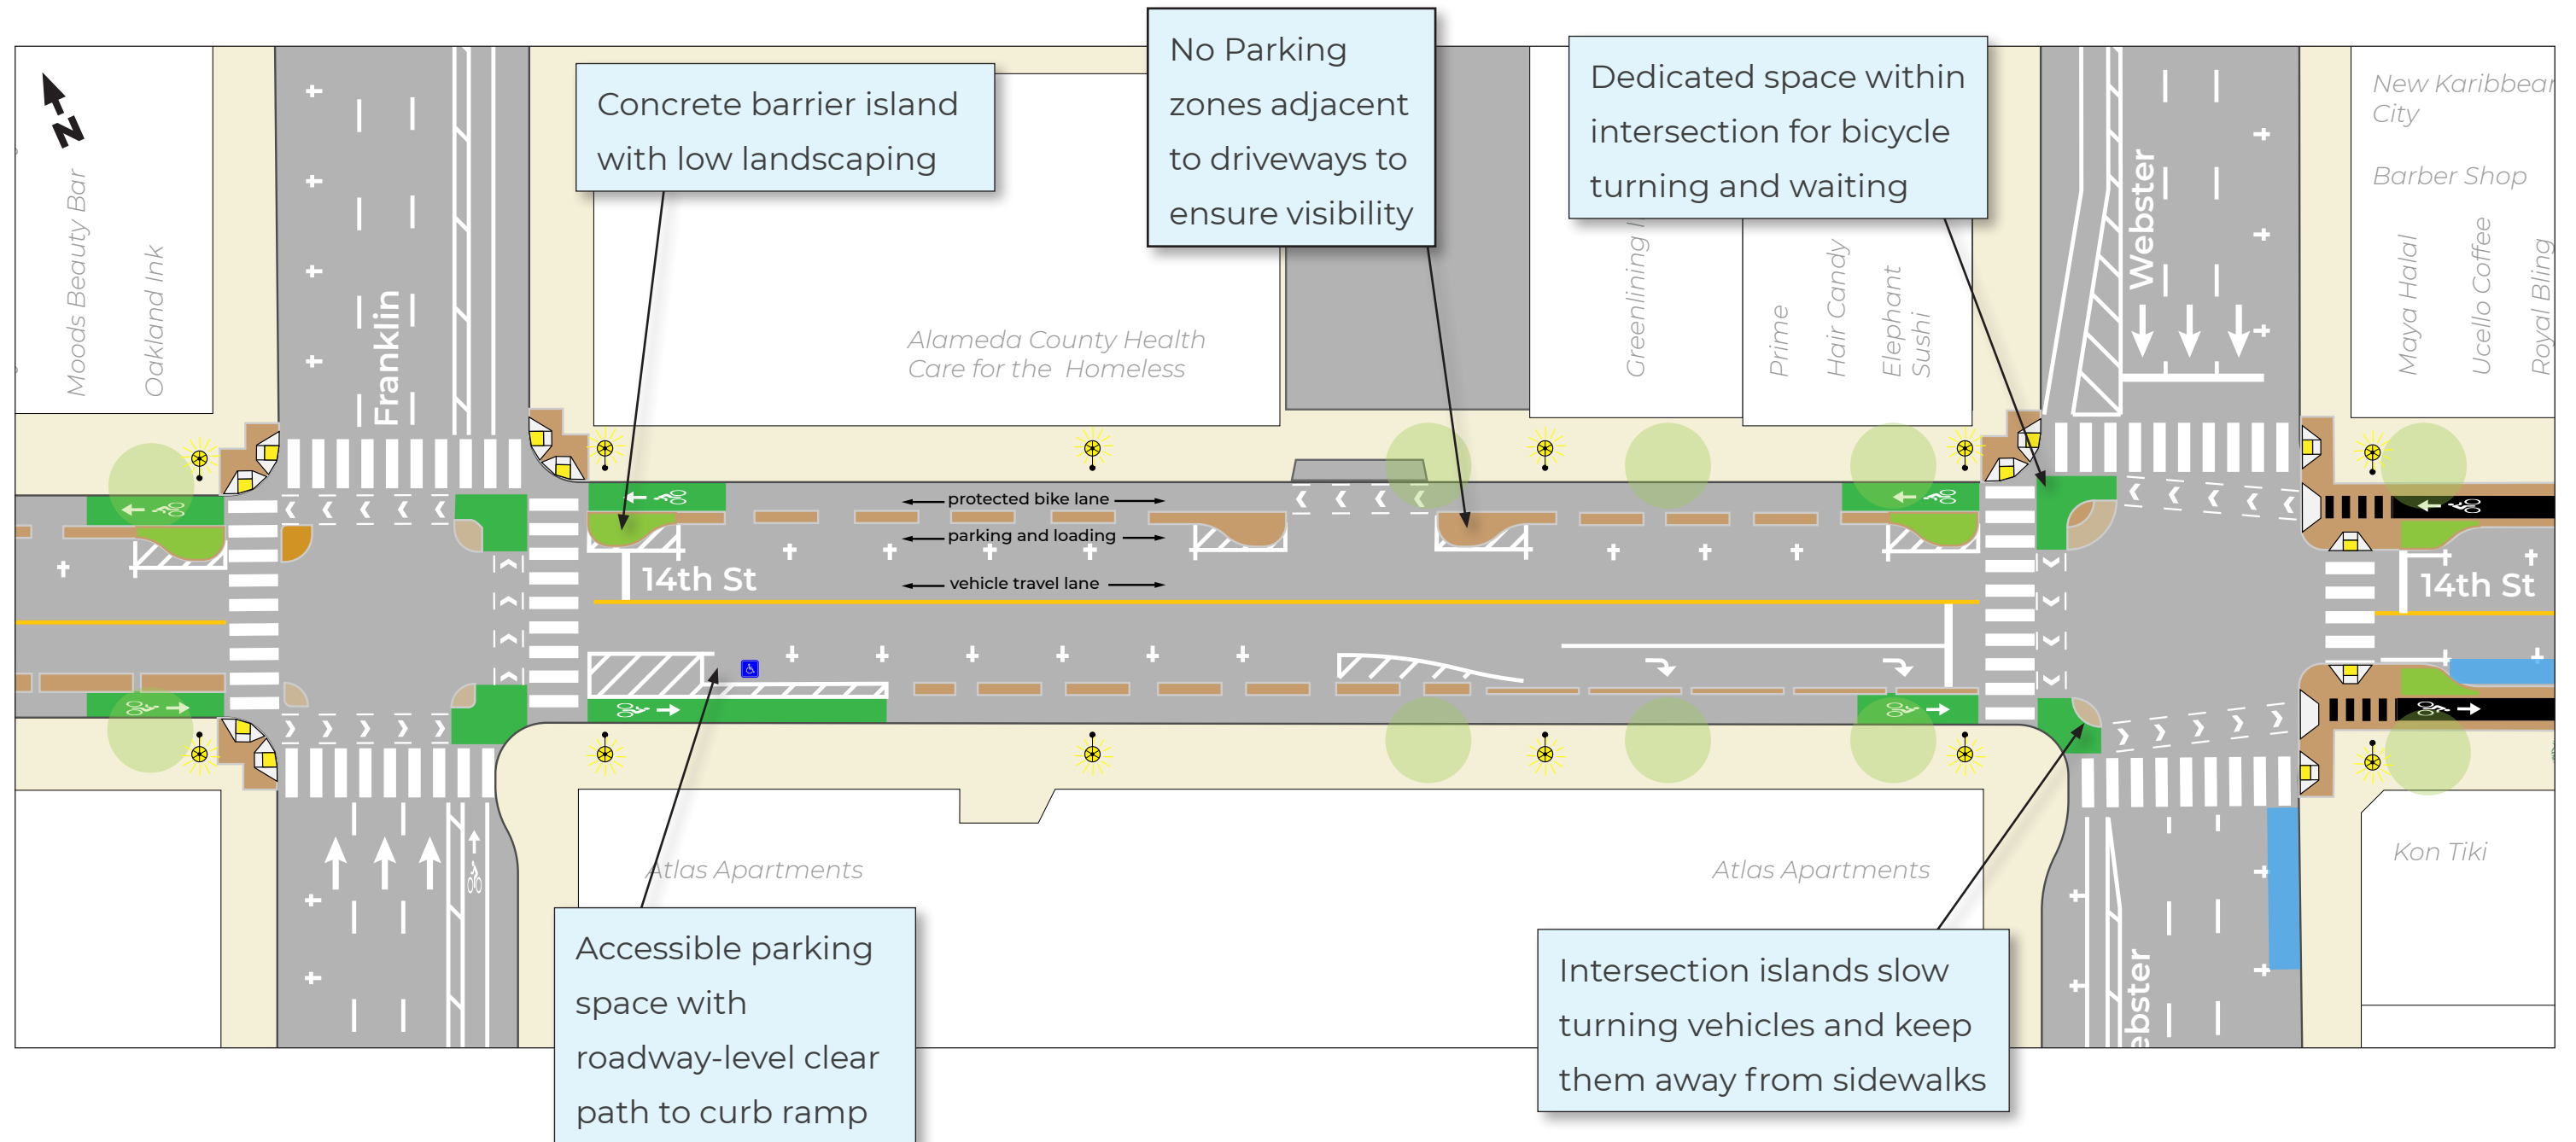 N
Concrete barrier island
with low landscaping
No Parking
zones adjacent
to driveways to
ensure visibility
Dedicated space within
intersection for bicycle
turning and waiting
New Karibbean
City
Barber Shop
Moods Beauty Bar
Oakland Ink
Franklin
Alameda County Health
Care for the Homeless
Greenlining
Prime
Hair Candy
Elephant
Sushi
Webster
Maya Halal
Ucello Coffee
Royal Bling
protected bike lane
parking and loading
vehicle travel lane
14th St
14th St
Atlas Apartments
Atlas Apartments
Kon Tiki
Accessible parking
space with
roadway-level clear
path to curb ramp
Intersection islands slow
turning vehicles and keep
them away from sidewalks
ebster